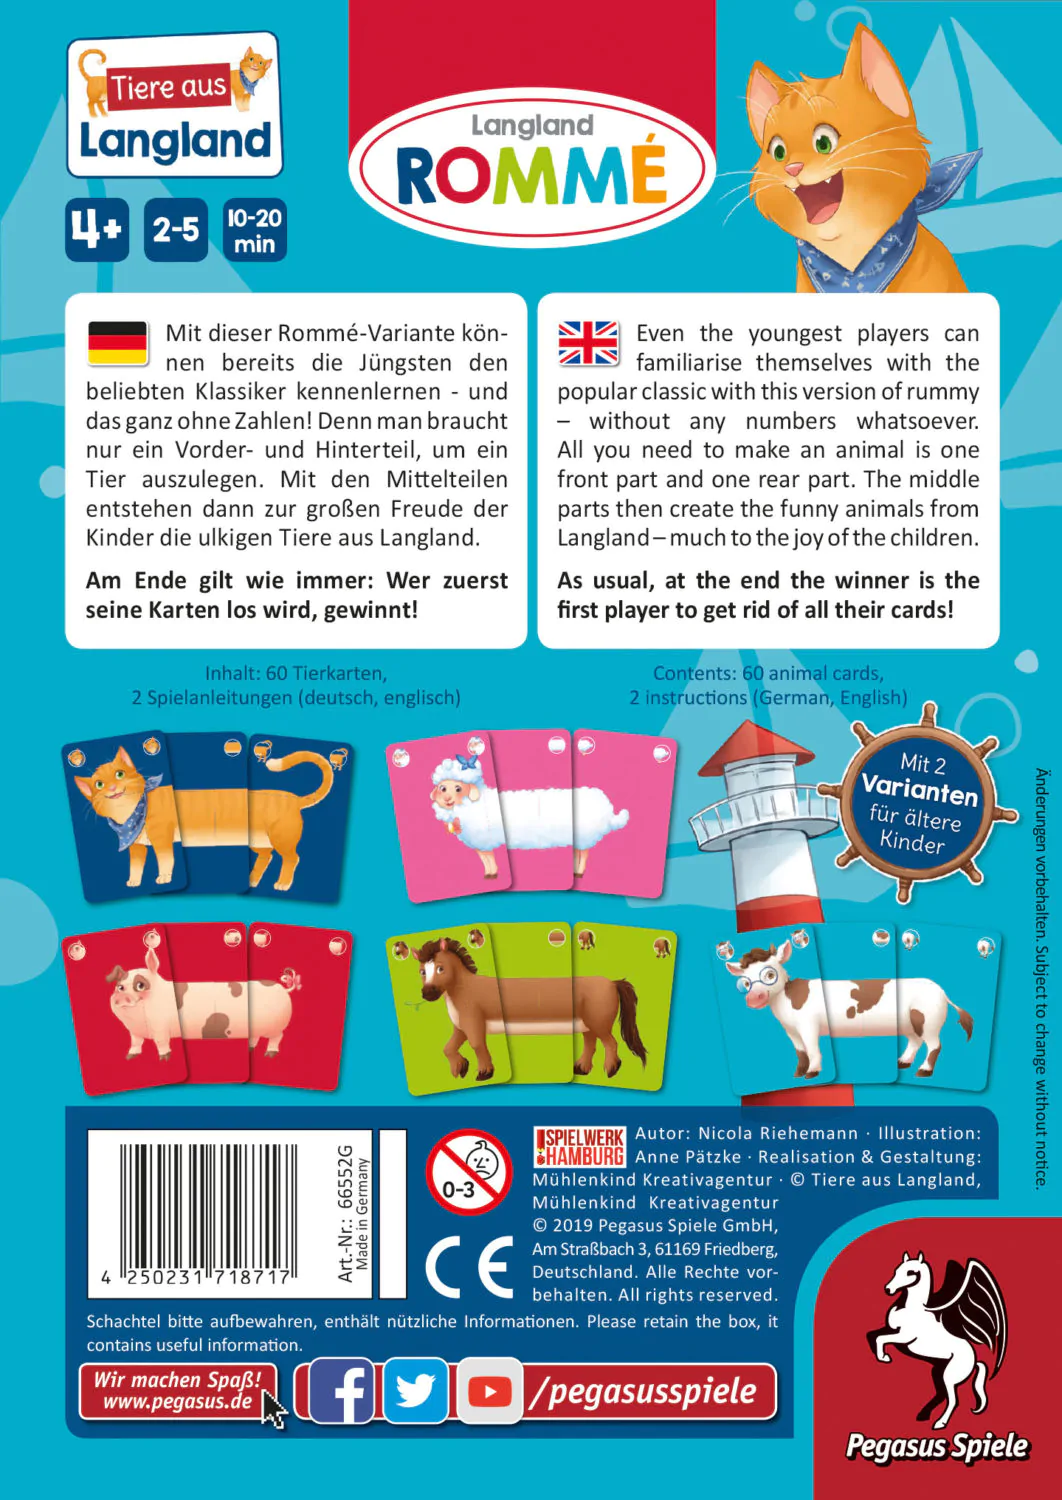 Tiere aus
Langland
Langland
ROMMÉ
4+
2-5
10-20
min
Mit dieser Rommé-Variante kön-
nen bereits die Jüngsten den
beliebten Klassiker kennenlernen - und
das ganz ohne Zahlen! Denn man braucht
nur ein Vorder- und Hinterteil, um ein
Tier auszulegen. Mit den Mittelteilen
entstehen dann zur großen Freude der
Kinder die ulkigen Tiere aus Langland.
Am Ende gilt wie immer: Wer zuerst
seine Karten los wird, gewinnt!
Even the youngest players can
familiarise themselves with the
popular classic with this version of rummy
– without any numbers whatsoever.
All you need to make an animal is one
front part and one rear part. The middle
parts then create the funny animals from
Langland – much to the joy of the children.
As usual, at the end the winner is the
first player to get rid of all their cards!
Inhalt: 60 Tierkarten,
2 Spielanleitungen (deutsch, englisch)
Contents: 60 animal cards,
2 instructions (German, English)
Mit 2
Varianten
für ältere
Kinder
Änderungen vorbehalten. Subject to change without notice.
4 250231 718717
Art.-Nr.: 66552G
Made in Germany
0-3
CE
SPIELWERK
HAMBURG
Autor: Nicola Riehemann · Illustration:
Anne Pätzke · Realisation & Gestaltung:
Mühlenkind Kreativagentur · © Tiere aus Langland,
Mühlenkind Kreativagentur
© 2019 Pegasus Spiele GmbH,
Am Straßbach 3, 61169 Friedberg,
Deutschland. Alle Rechte vor-
behalten. All rights reserved.
Schachtel bitte aufbewahren, enthält nützliche Informationen. Please retain the box, it
contains useful information.
Wir machen Spaß!
www.pegasus.de
/pegasusspiele
Pegasus Spiele